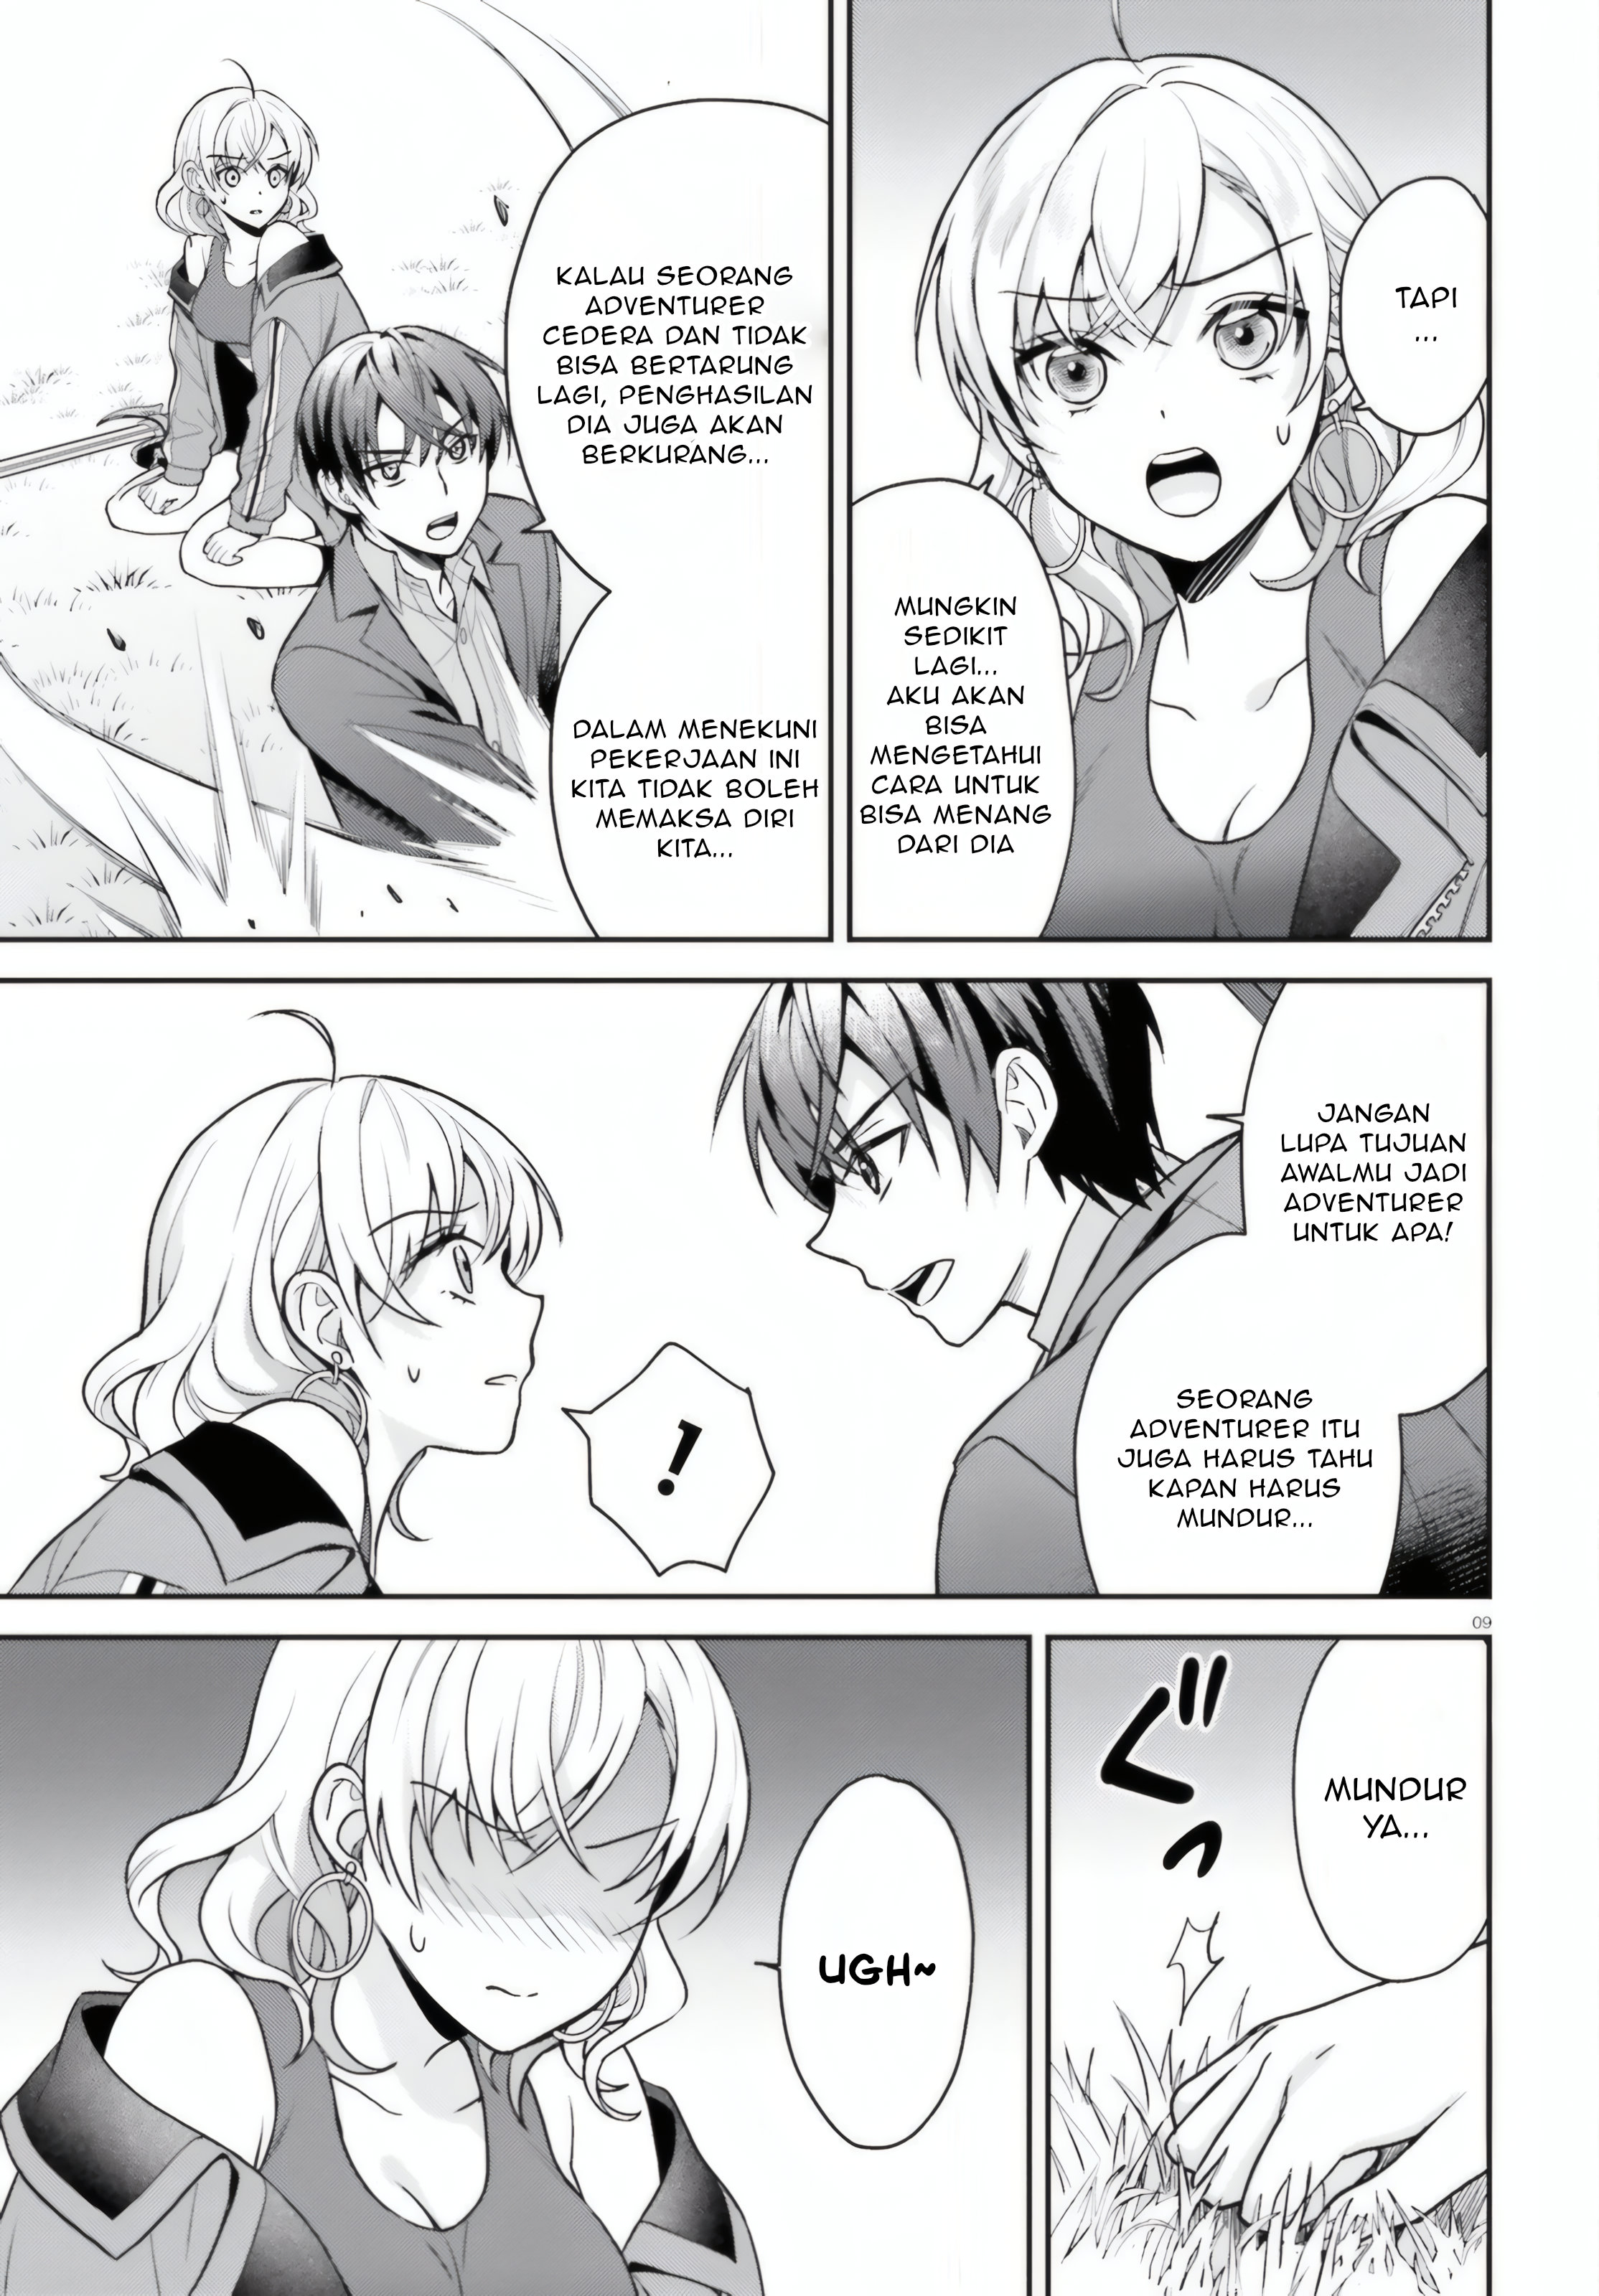 TAPI
...
MUNGKIN
SEDIKIT
LAGI...
AKU AKAN
BISA
MENGETAHUI
CARA UNTUK
BISA MENANG
DARI DIA
KALAU SEORANG
ADVENTURER
CEDERA DAN TIDAK
BISA BERTARUNG
LAGI, PENGHASILAN
DIA JUGA AKAN
BERKURANG...
DALAM MENEKUNI
PEKERJAAN INI
KITA TIDAK BOLEH
MEMAKSA DIRI
KITA...
JANGAN
LUPA TUJUAN
AWALMU JADI
ADVENTURER
UNTUK APA!
SEORANG
ADVENTURER ITU
JUGA HARUS TAHU
KAPAN HARUS
MUNDUR...
!
09
MUNDUR
YA...
ぐっ
UGH~